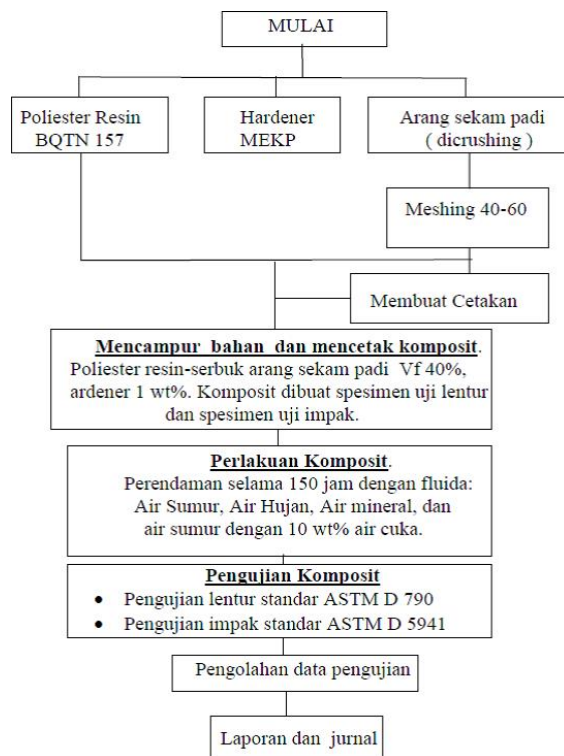 MULAI
Poliester Resin
BQTN 157
Hardener
MEKP
Arang sekam padi
( dicrushing )
Meshing 40-60
Membuat Cetakan
Mencampur bahan dan mencetak komposit.
Poliester resin-serbuk arang sekam padi Vf 40%,
ardener 1 wt%. Komposit dibuat spesimen uji lentur
dan spesimen uji impak.
Perlakuan Komposit.
Perendaman selama 150 jam dengan fluida:
Air Sumur, Air Hujan, Air mineral, dan
air sumur dengan 10 wt% air cuka.
Pengujian Komposit
• Pengujian lentur standar ASTM D 790
• Pengujian impak standar ASTM D 5941
Pengolahan data pengujian
Laporan dan jurnal